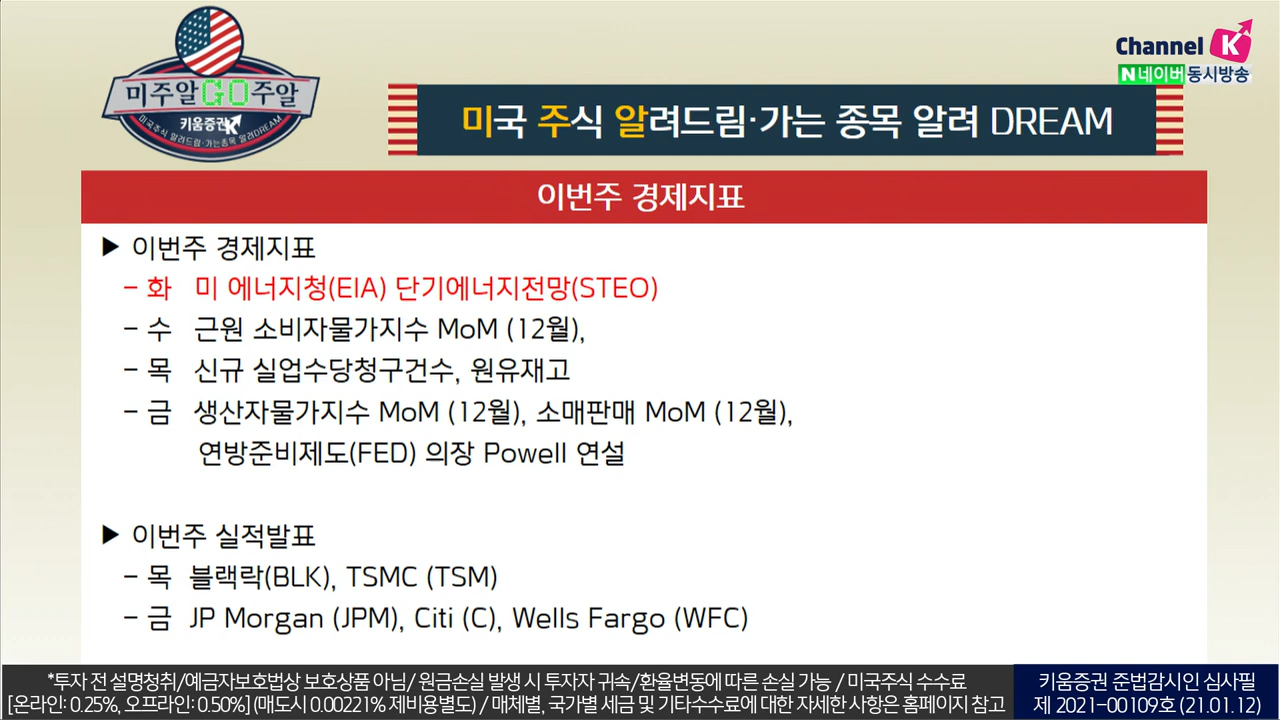 미주알GO주알
키움증권
미국주식 알려드림·가는종목 알려DREAM
Channel K
N 네이버 동시방송
미국 주식 알려드림·가는 종목 알려 DREAM
이번주 경제지표
▶ 이번주 경제지표
- 화 미 에너지청(EIA) 단기에너지전망(STEO)
- 수 근원 소비자물가지수 MoM (12월),
- 목 신규 실업수당청구건수, 원유재고
- 금 생산자물가지수 MoM (12월), 소매판매 MoM (12월),
연방준비제도(FED) 의장 Powell 연설
▶ 이번주 실적발표
- 목 블랙락(BLK), TSMC (TSM)
- 금 JP Morgan (JPM), Citi (C), Wells Fargo (WFC)
*투자 전 설명청취/예금자보호법상 보호상품 아님/ 원금손실 발생 시 투자자 귀속/환율변동에 따른 손실 가능 / 미국주식 수수료
[온라인: 0.25%, 오프라인: 0.50%] (매도시 0.00221% 제비용별도) / 매체별, 국가별 세금 및 기타수수료에 대한 자세한 사항은 홈페이지 참고
키움증권 준법감시인 심사필
제 2021-00109호 (21.01.12)